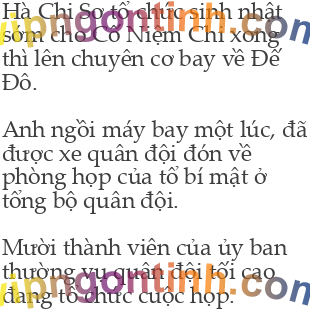 Hà Chi Sơ tổ chức sinh nhật
sớm cho Cố Niệm Chi xong
thì lên chuyên cơ bay về Đế
Đô.
Anh ngồi máy bay một lúc, đã
được xe quân đội đón về
phòng họp của tổ bí mật ở
tổng bộ quân đội.
Mười thành viên của ủy ban
thường vụ quân đội tối cao
đang tổ chức cuộc họp.
vipngontinh.com
vipngontinh.com